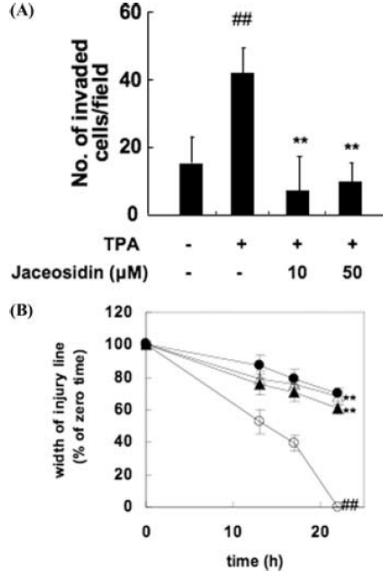 (A)
No. of invaded
cells/field
60
40
20
0
##
**
**
TPA - + + +
Jaceosidin (µM) - - 10 50
(B)
width of injury line
(% of zero time)
120
100
80
60
40
20
0
**
**
##
0 10 20
time (h)